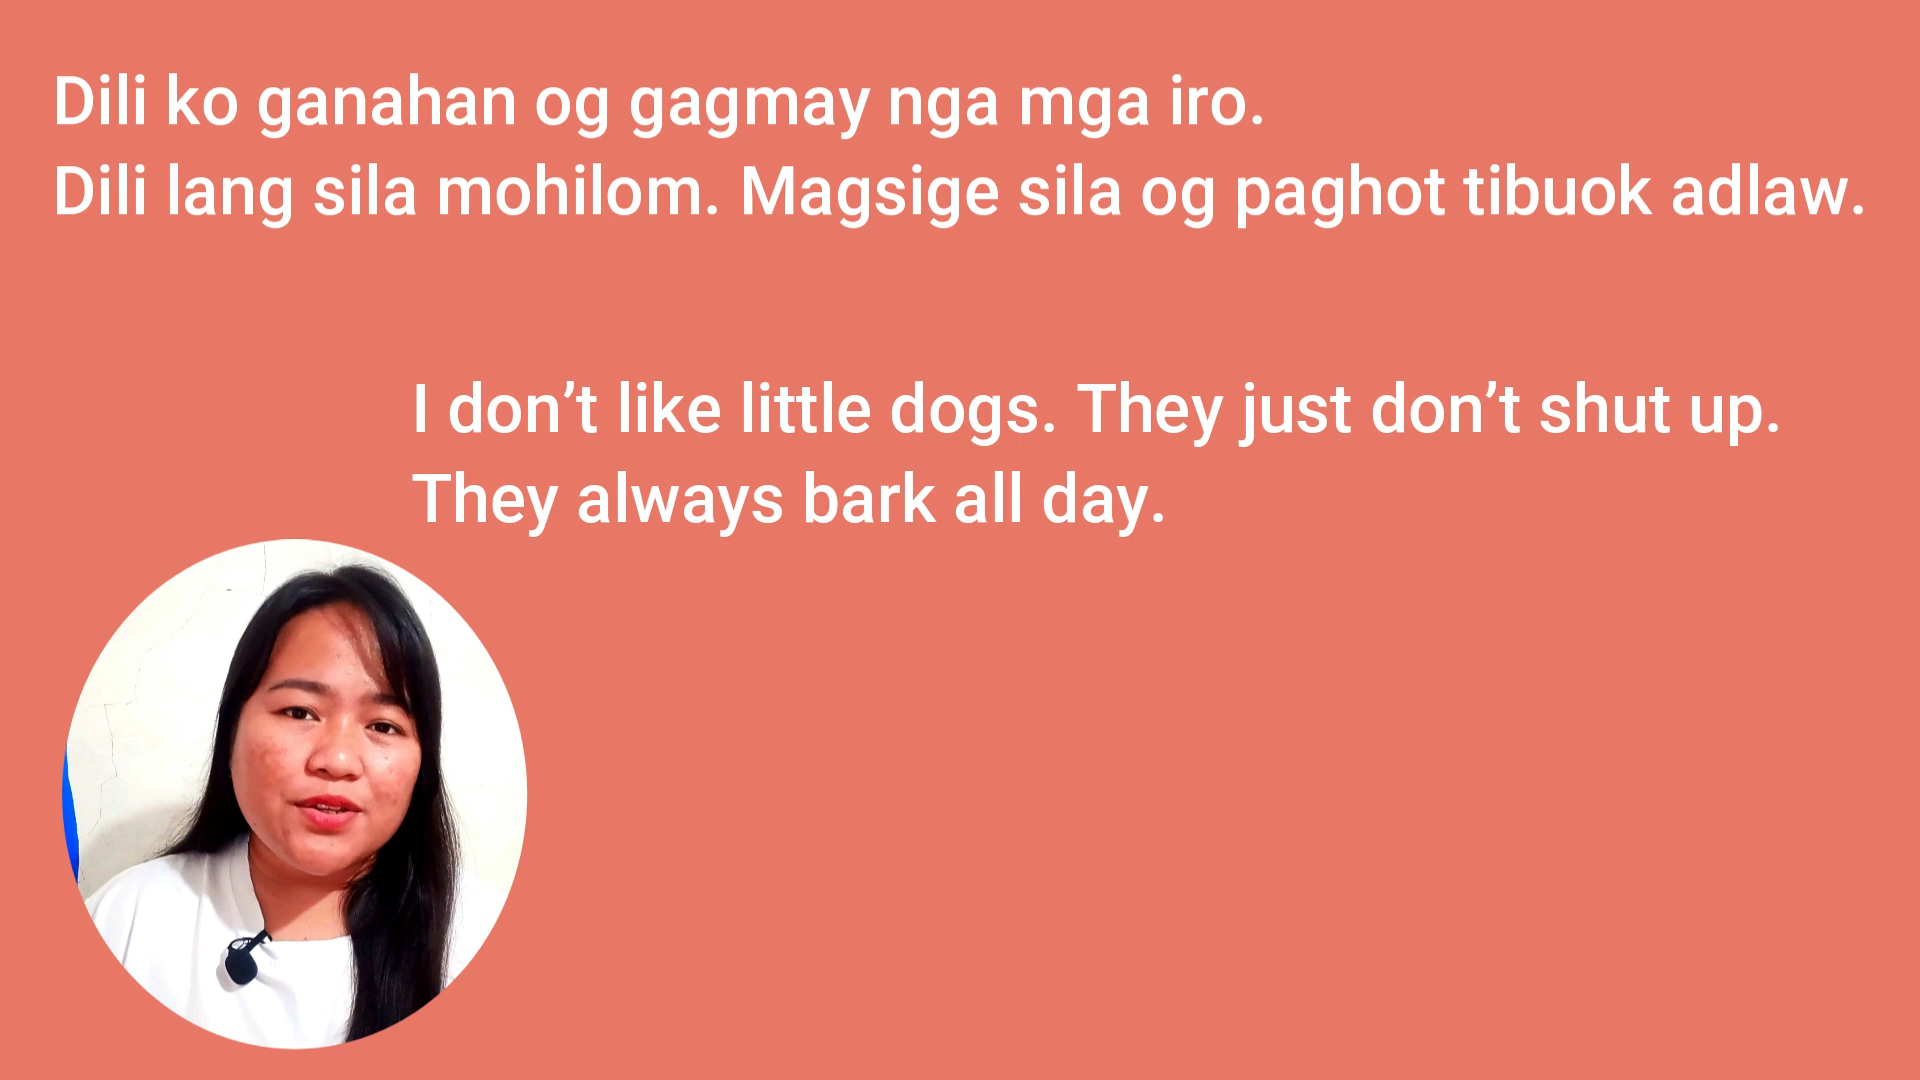 Dili ko ganahan og gagmay nga mga iro.
Dili lang sila mohilom. Magsige sila og paghot tibuok adlaw.
I don’t like little dogs. They just don’t shut up.
They always bark all day.